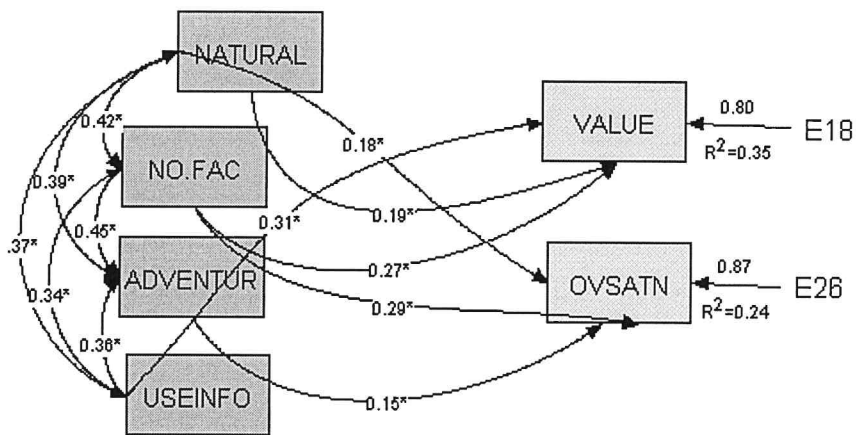 NATURAL
0.42*
0.18*
VALUE
0.80
E18
R²=0.35
NO.FAC
0.39*
0.31*
0.19*
.37*
0.45*
0.27*
ADVENTUR
OVSATN
0.87
E26
R²=0.24
0.34*
0.29*
0.36*
USEINFO
0.15*